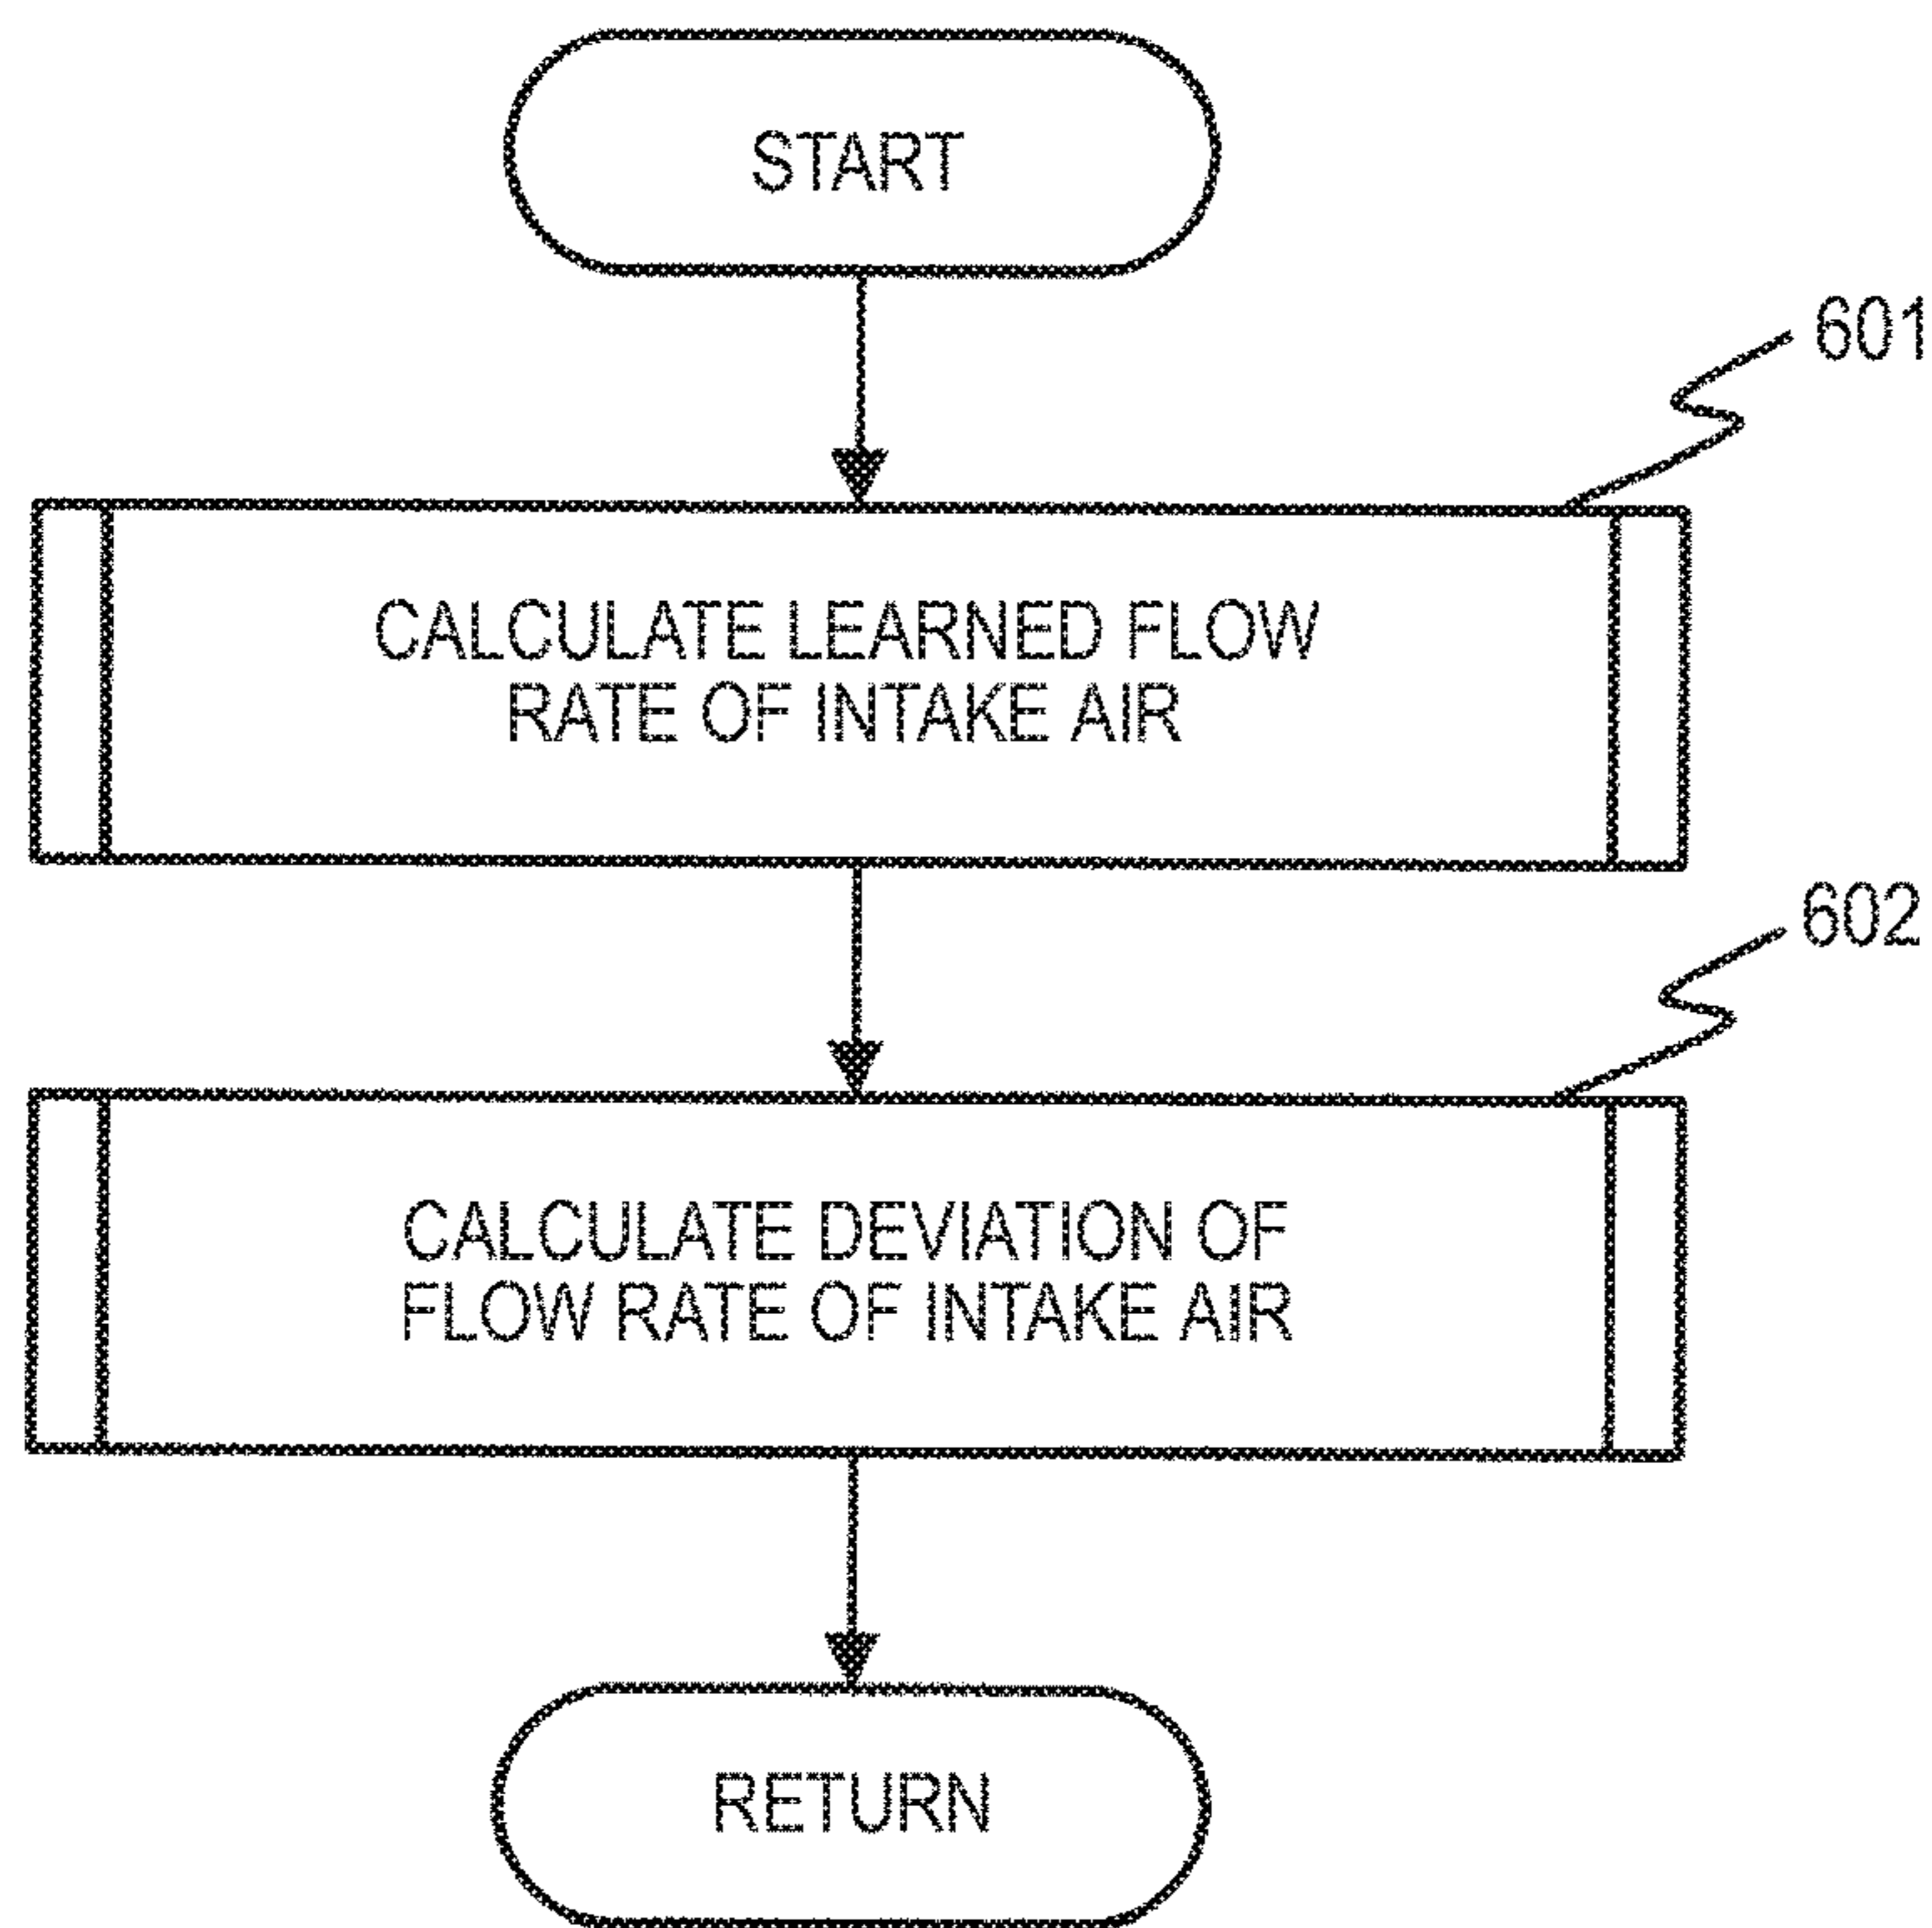 START
601
CALCULATE LEARNED FLOW
RATE OF INTAKE AIR
602
CALCULATE DEVIATION OF
FLOW RATE OF INTAKE AIR
RETURN